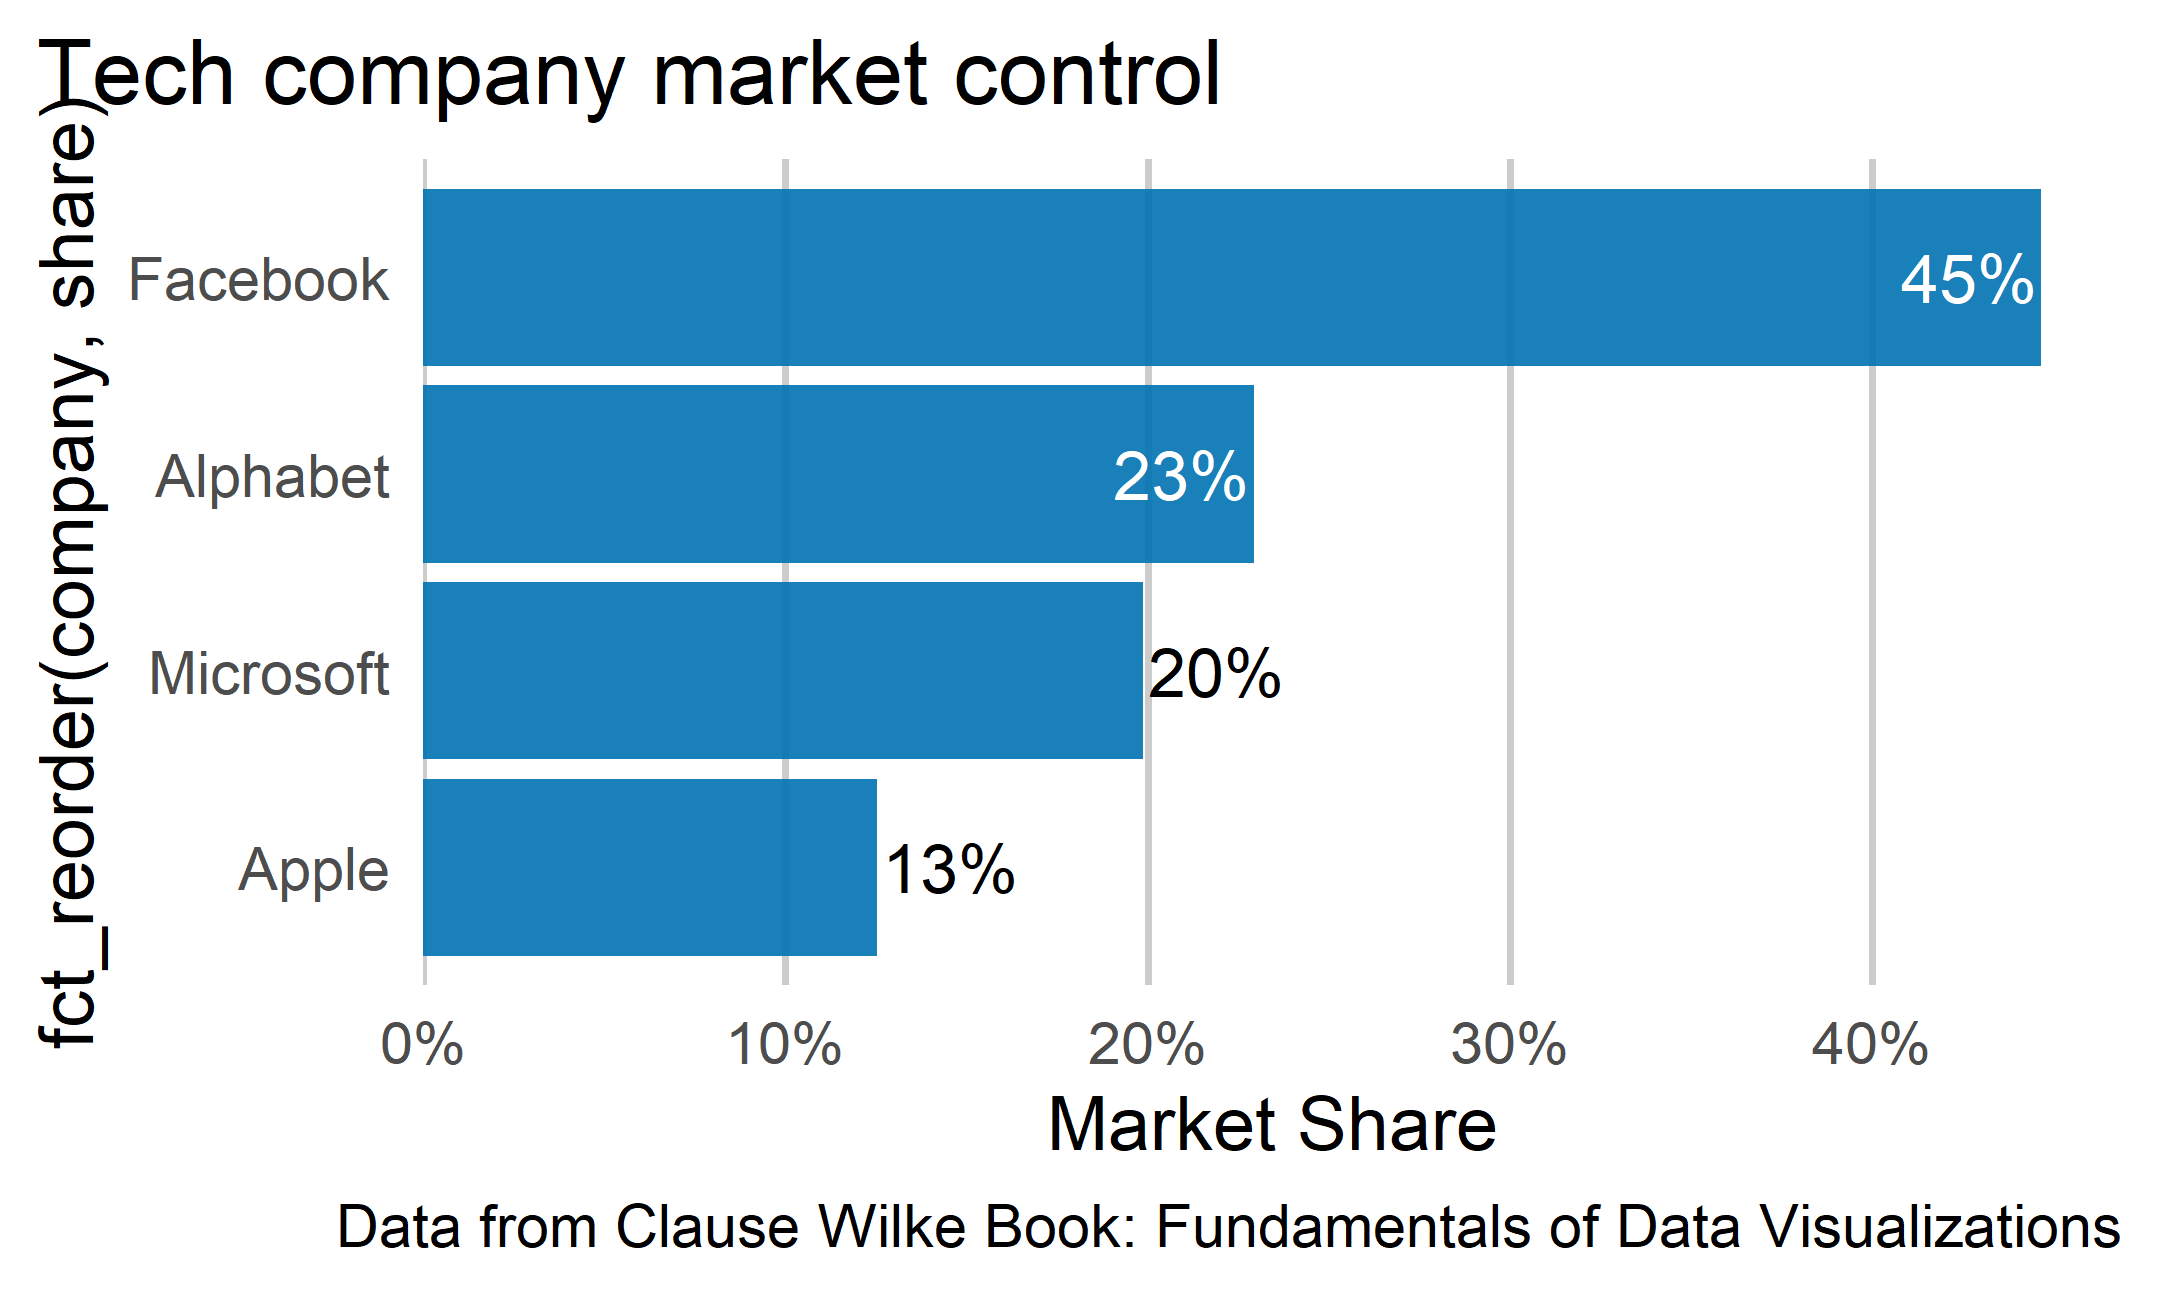 Tech company market control
fct_reorder(company, share)
Facebook
45%
Alphabet
23%
Microsoft
20%
Apple
13%
0% 10% 20% 30% 40%
Market Share
Data from Clause Wilke Book: Fundamentals of Data Visualizations